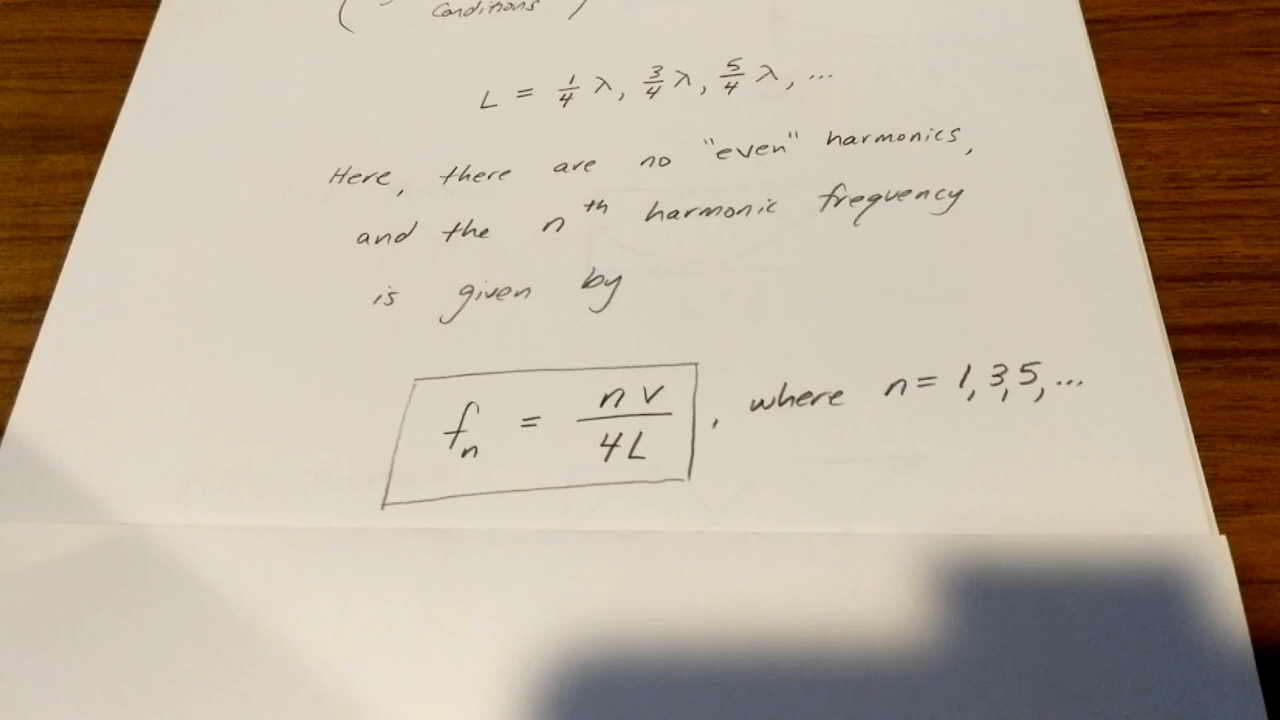 ( Conditions )
L = 1/4 λ, 3/4 λ, 5/4 λ, ...
Here, there are no "even" harmonics,
and the n^th harmonic frequency
is given by
f_n = nv/4L , where n = 1,3,5,...